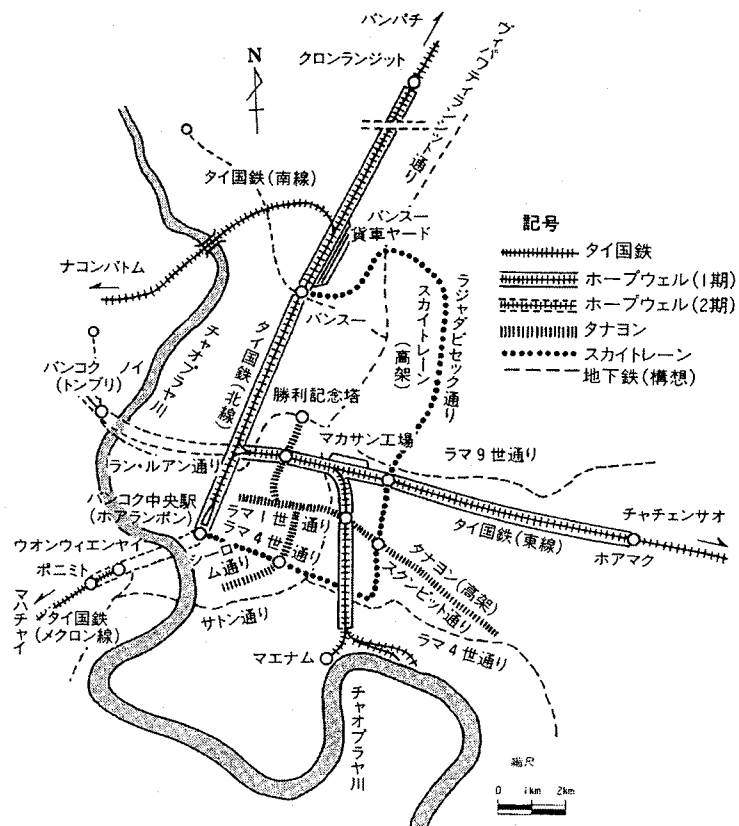 バンパチ
クロンランジット
N
ヴィパワディランシット通り
タイ国鉄(南線)
バンスー
貨車ヤード
記号
タイ国鉄
ホープウェル(1期)
ホープウェル(2期)
タナヨン
スカイトレーン
地下鉄(構想)
ナコンパトム
チャオプラヤ川
バンスー
タイ国鉄(北線)
スカイトレーン
(高架)
ラジャダピセック通り
バンコク ノイ
(トンブリ)
勝利記念塔
マカサン工場
ラマ9世通り
ラン・ルアン通り
バンコク中央駅
(ホアランポン)
ラマ1世通り
ラマ4世通り
タイ国鉄(東線)
チャチェンサオ
ホアマク
ウオンウィエンヤイ
ポニミト
マハチャイ
タイ国鉄
(メクロン線)
ロム通り
サトン通り
タナヨン(高架)
スクンビット通り
ラマ4世通り
マエナム
チャオプラヤ川
縮尺
0 1km 2km